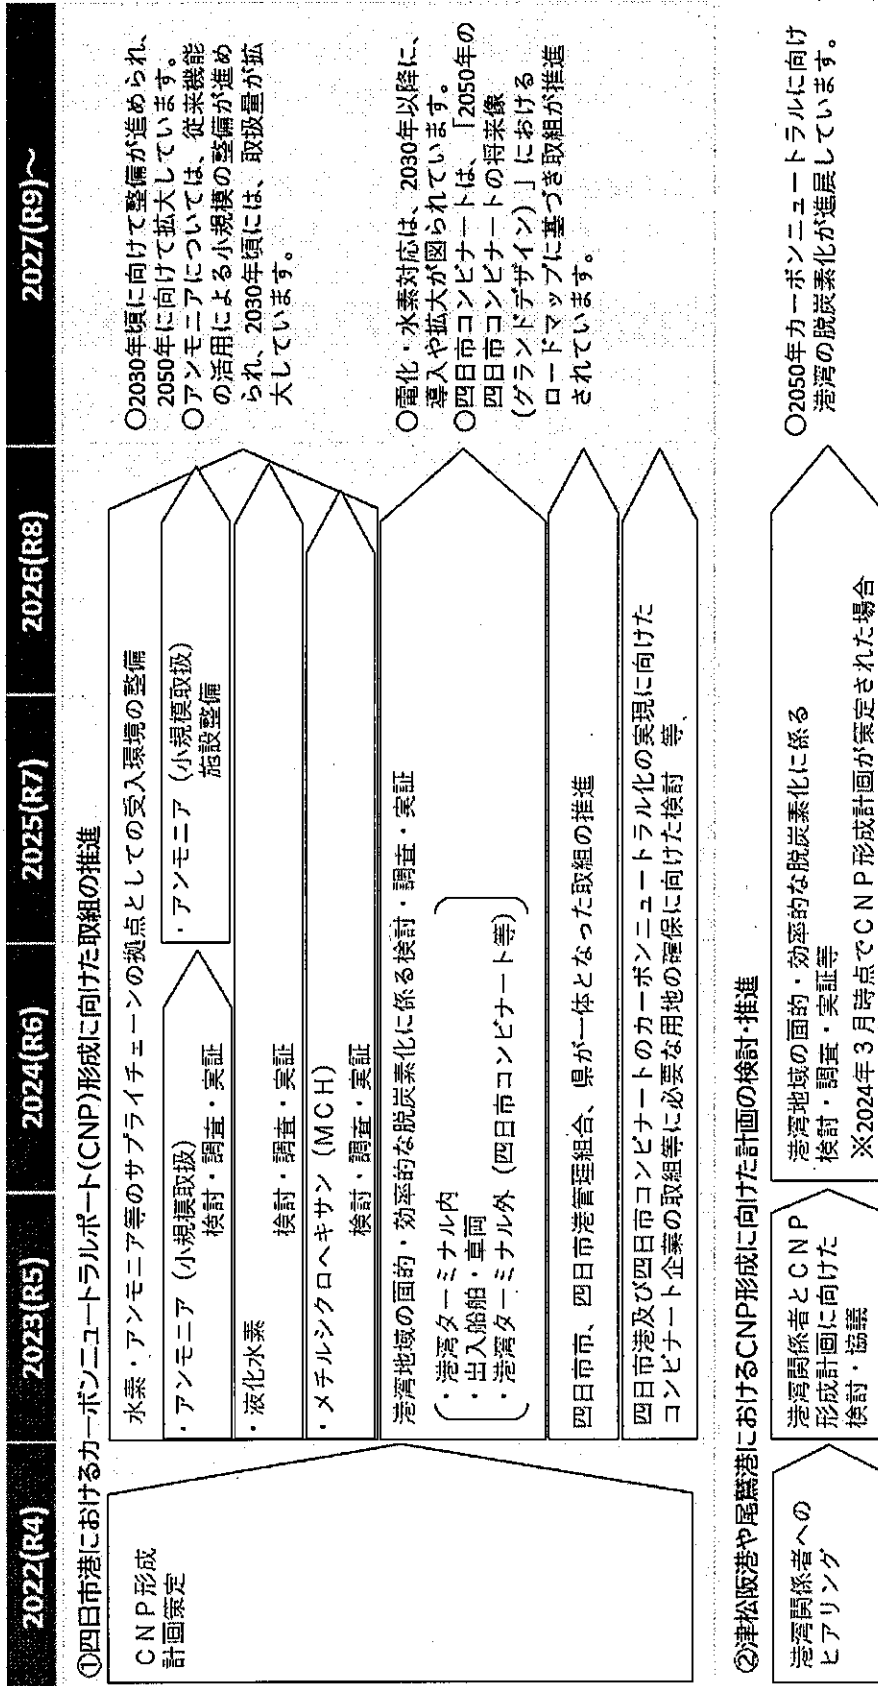 2022(R4)
2023(R5)
2024(R6)
2025(R7)
2026(R8)
2027(R9)～
①四日市港におけるカーボンニュートラルポート(CNP)形成に向けた取組の推進
ＣＮＰ形成
計画策定
水素・アンモニア等のサプライチェーンの拠点としての受入環境の整備
・アンモニア（小規模取扱）
検討・調査・実証
・アンモニア（小規模取扱）
施設整備
・液化水素
検討・調査・実証
・メチルシクロヘキサン（ＭＣＨ）
検討・調査・実証
港湾地域の面的・効率的な脱炭素化に係る検討・調査・実証
・港湾ターミナル内
・出入船舶・車両
・港湾ターミナル外（四日市コンビナート等）
四日市市、四日市港管理組合、県が一体となった取組の推進
四日市港及び四日市コンビナートのカーボンニュートラル化の実現に向けた
コンビナート企業の取組等に必要な用地の確保に向けた検討　等
〇2030年頃に向けて整備が進められ、
2050年に向けて拡大しています。
〇アンモニアについては、従来機能
の活用による小規模の整備が進め
られ、2030年頃には、取扱量が拡
大しています。
〇電化・水素対応は、2030年以降に、
導入や拡大が図られています。
〇四日市コンビナートは、「2050年の
四日市コンビナートの将来像
（グランドデザイン）」における
ロードマップに基づき取組が推進
されています。
②津松阪港や尾鷲港におけるCNP形成に向けた計画の検討・推進
港湾関係者への
ヒアリング
港湾関係者とＣＮＰ
形成計画に向けた
検討・協議
港湾地域の面的・効率的な脱炭素化に係る
検討・調査・実証等
※2024年３月時点でＣＮＰ形成計画が策定された場合
〇2050年カーボンニュートラルに向け
港湾の脱炭素化が進展しています。